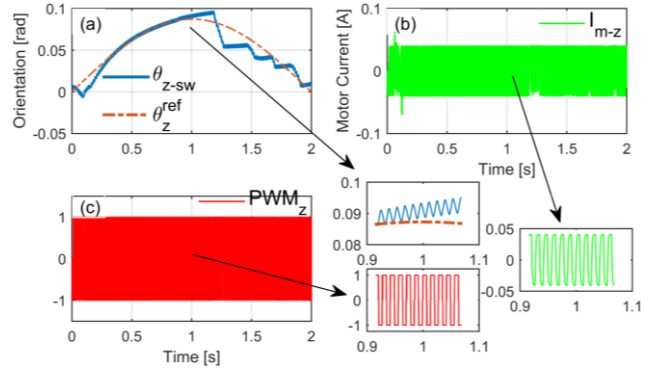 (a)
Orientation [rad]
0.1
0.05
0
-0.05
θz-sw
θzref
0 0.5 1 1.5 2
Time [s]
(b)
Motor Current [A]
0.1
0
-0.1
Im-z
0 0.5 1 1.5 2
Time [s]
(c)
PWMz
1
0
-1
0 0.5 1 1.5 2
Time [s]
0.1
0.09
0.08
0.9 1 1.1
1
0
-1
0.9 1 1.1
0.05
0
-0.05
0.9 1 1.1